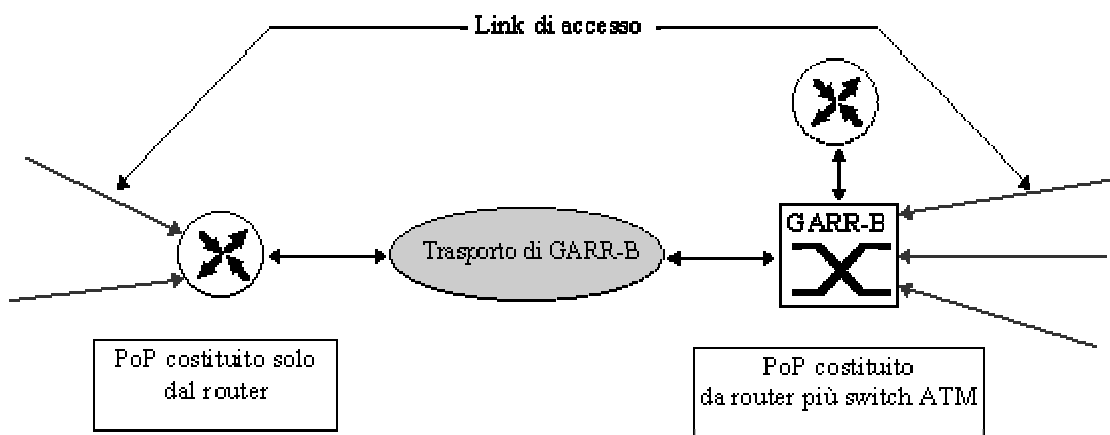 Link di accesso
GARR-B
Trasporto di GARR-B
PoP costituito solo
dal router
PoP costituito
da router più switch ATM